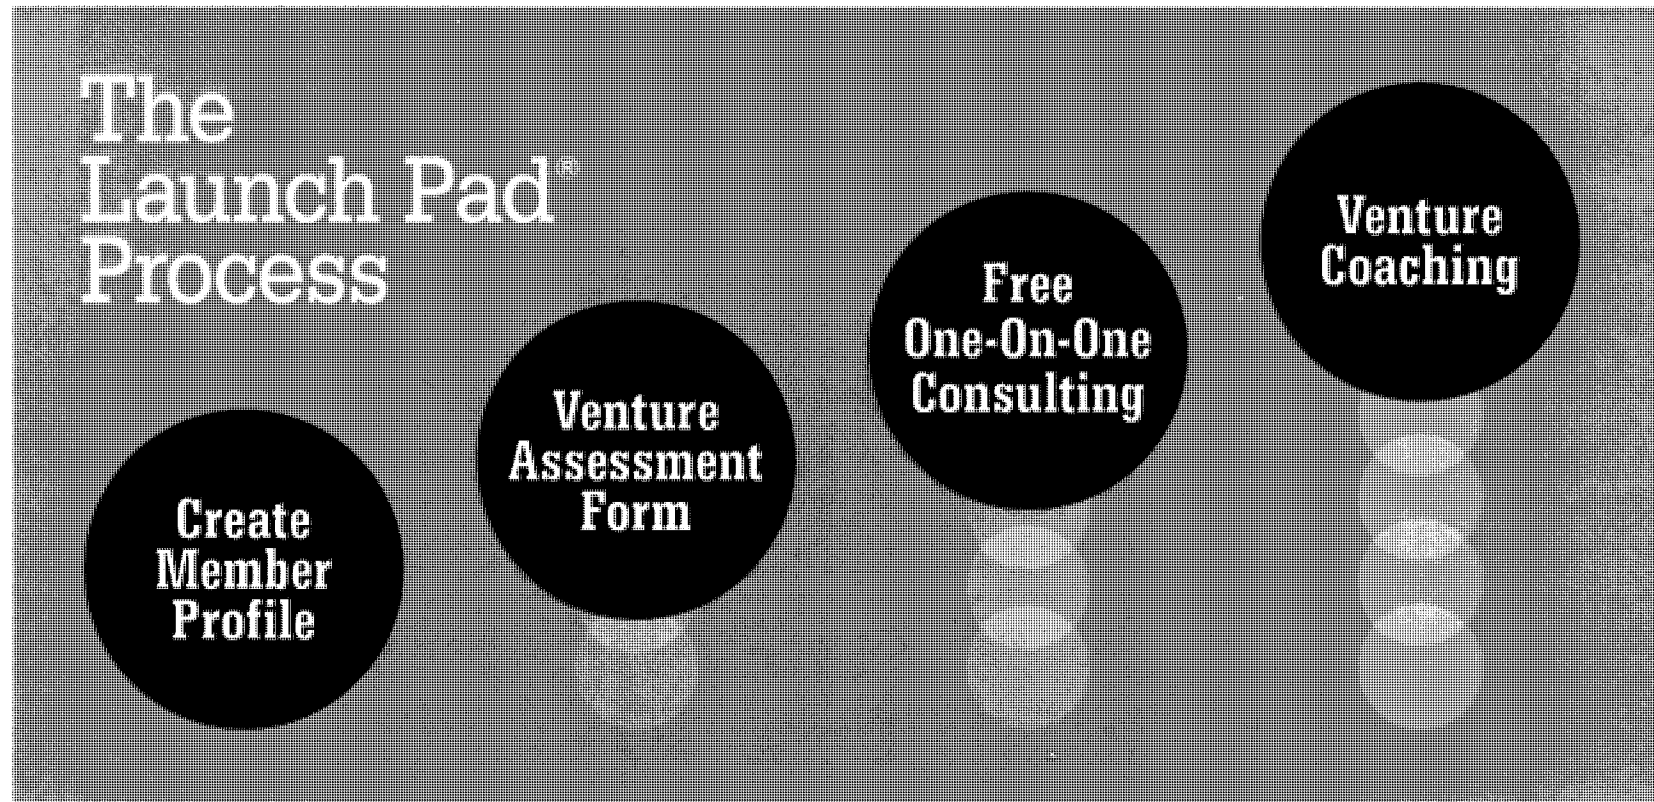 The
Launch Pad®
Process
Create
Member
Profile
Venture
Assessment
Form
Free
One-On-One
Consulting
Venture
Coaching